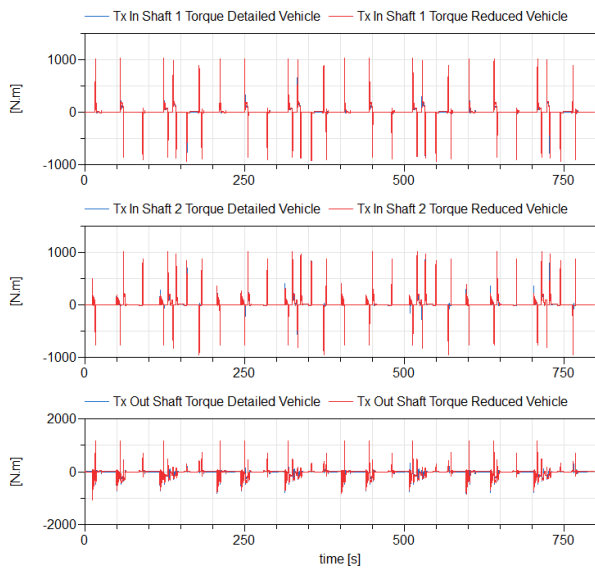 Tx In Shaft 1 Torque Detailed Vehicle Tx In Shaft 1 Torque Reduced Vehicle
1000
[N.m]
0
-1000
0 250 500 750
Tx In Shaft 2 Torque Detailed Vehicle Tx In Shaft 2 Torque Reduced Vehicle
1000
[N.m]
0
-1000
0 250 500 750
Tx Out Shaft Torque Detailed Vehicle Tx Out Shaft Torque Reduced Vehicle
2000
[N.m]
0
-2000
0 250 500 750
time [s]